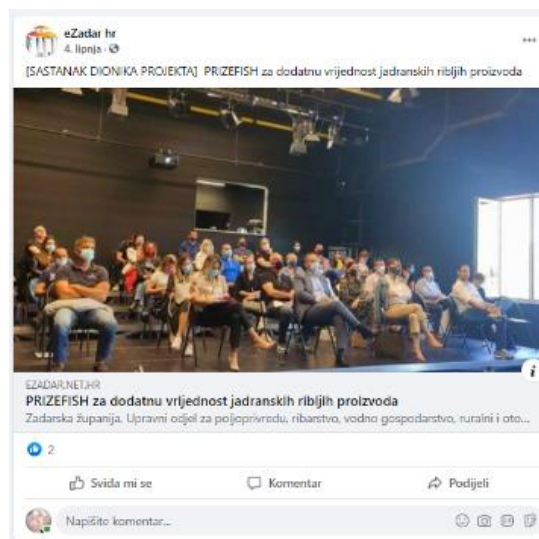 eZadar hr
4. lipnja
[SASTANAK DIONIKA PROJEKTA] PRIZEFISH za dodatnu vrijednost jadranskih ribljih proizvoda
EZADAR.NET.HR
PRIZEFISH za dodatnu vrijednost jadranskih ribljih proizvoda
Zadarska županija, Upravni odjel za poljoprivredu, ribarstvo, vodno gospodarstvo, ruralni i oto...
2
Sviđa mi se
Komentar
Podijeli
Napišite komentar...